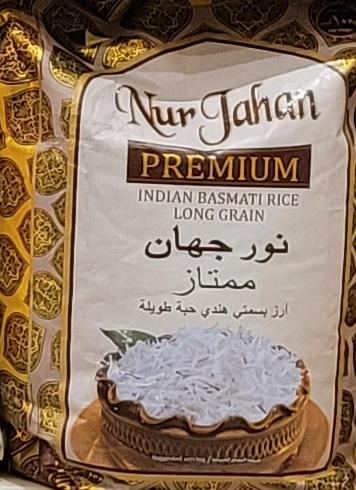 Nur Jahan
PREMIUM
INDIAN BASMATI RICE
LONG GRAIN
نور جهان
ممتاز
أرز بسمتي هندي حبة طويلة